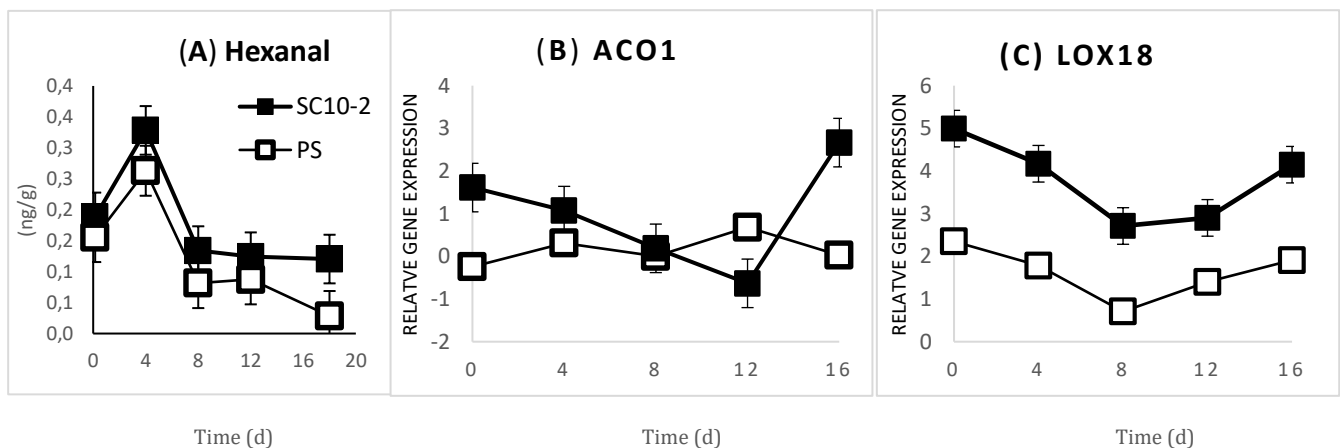 (A) Hexanal
(ng/g)
0,4
0,4
0,3
0,3
0,2
0,2
0,1
0,1
0,0
SC10-2
PS
0 4 8 12 16 20
Time (d)
(B) ACO1
RELATIVE GENE EXPRESSION
4
3
2
1
0
-1
-2
0 4 8 12 16
Time (d)
(C) LOX18
RELATIVE GENE EXPRESSION
6
5
4
3
2
1
0
0 4 8 12 16
Time (d)